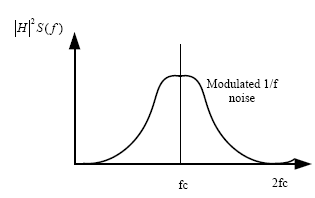 |H|²S(f)
Modulated 1/f
noise
fc
2fc